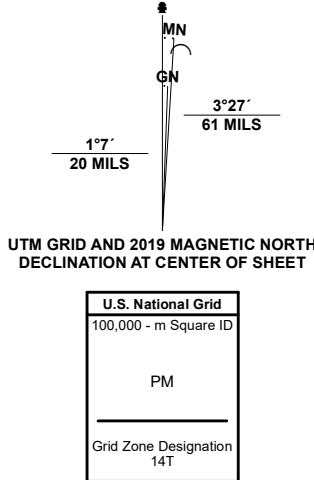 MN
GN
3°27´
61 MILS
1°7´
20 MILS
UTM GRID AND 2019 MAGNETIC NORTH
DECLINATION AT CENTER OF SHEET
U.S. National Grid
100,000 - m Square ID
PM
Grid Zone Designation
14T